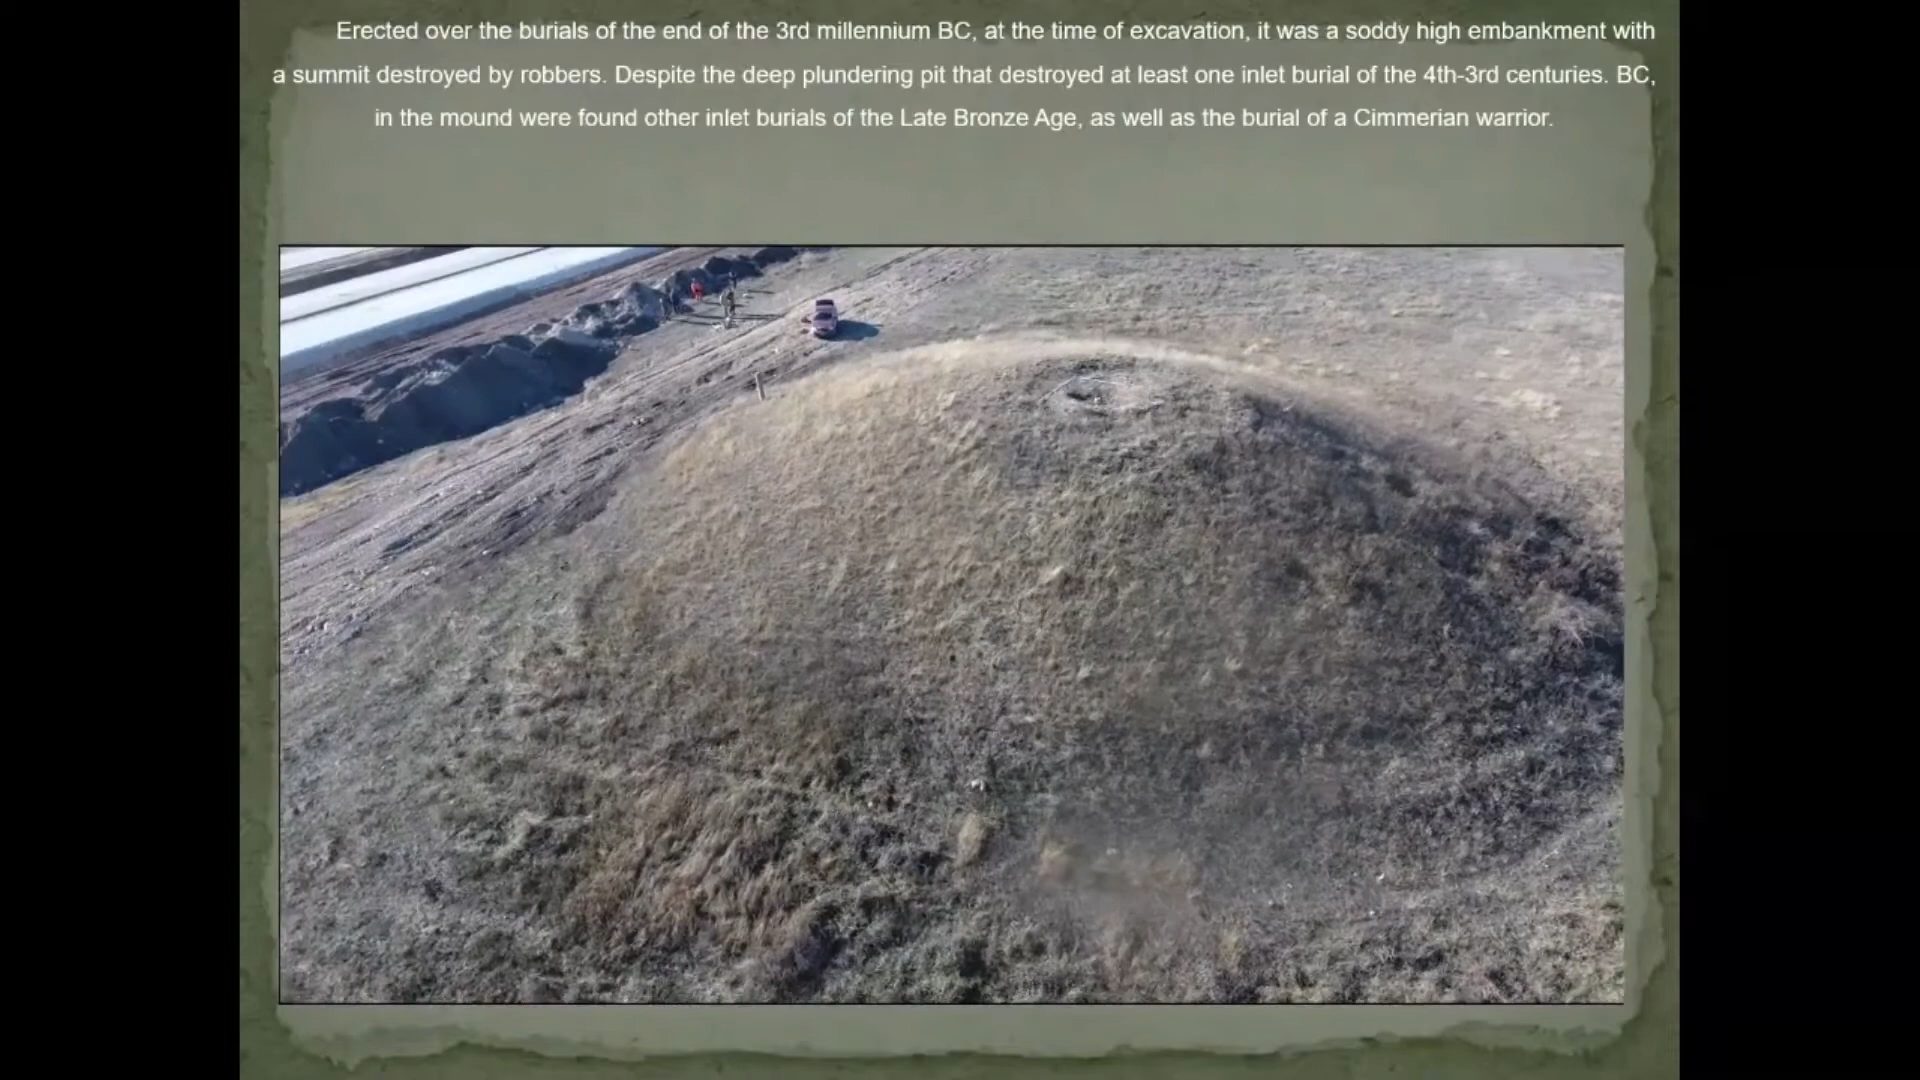 Erected over the burials of the end of the 3rd millennium BC, at the time of excavation, it was a soddy high embankment with
a summit destroyed by robbers. Despite the deep plundering pit that destroyed at least one inlet burial of the 4th-3rd centuries. BC,
in the mound were found other inlet burials of the Late Bronze Age, as well as the burial of a Cimmerian warrior.